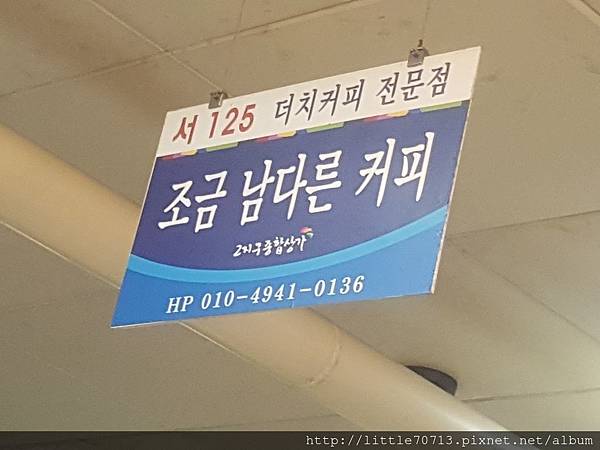 서 125 더치커피 전문점
조금 남다른 커피
2지구종합상가
HP 010-4941-0136
http://little70713.pixnet.net/album